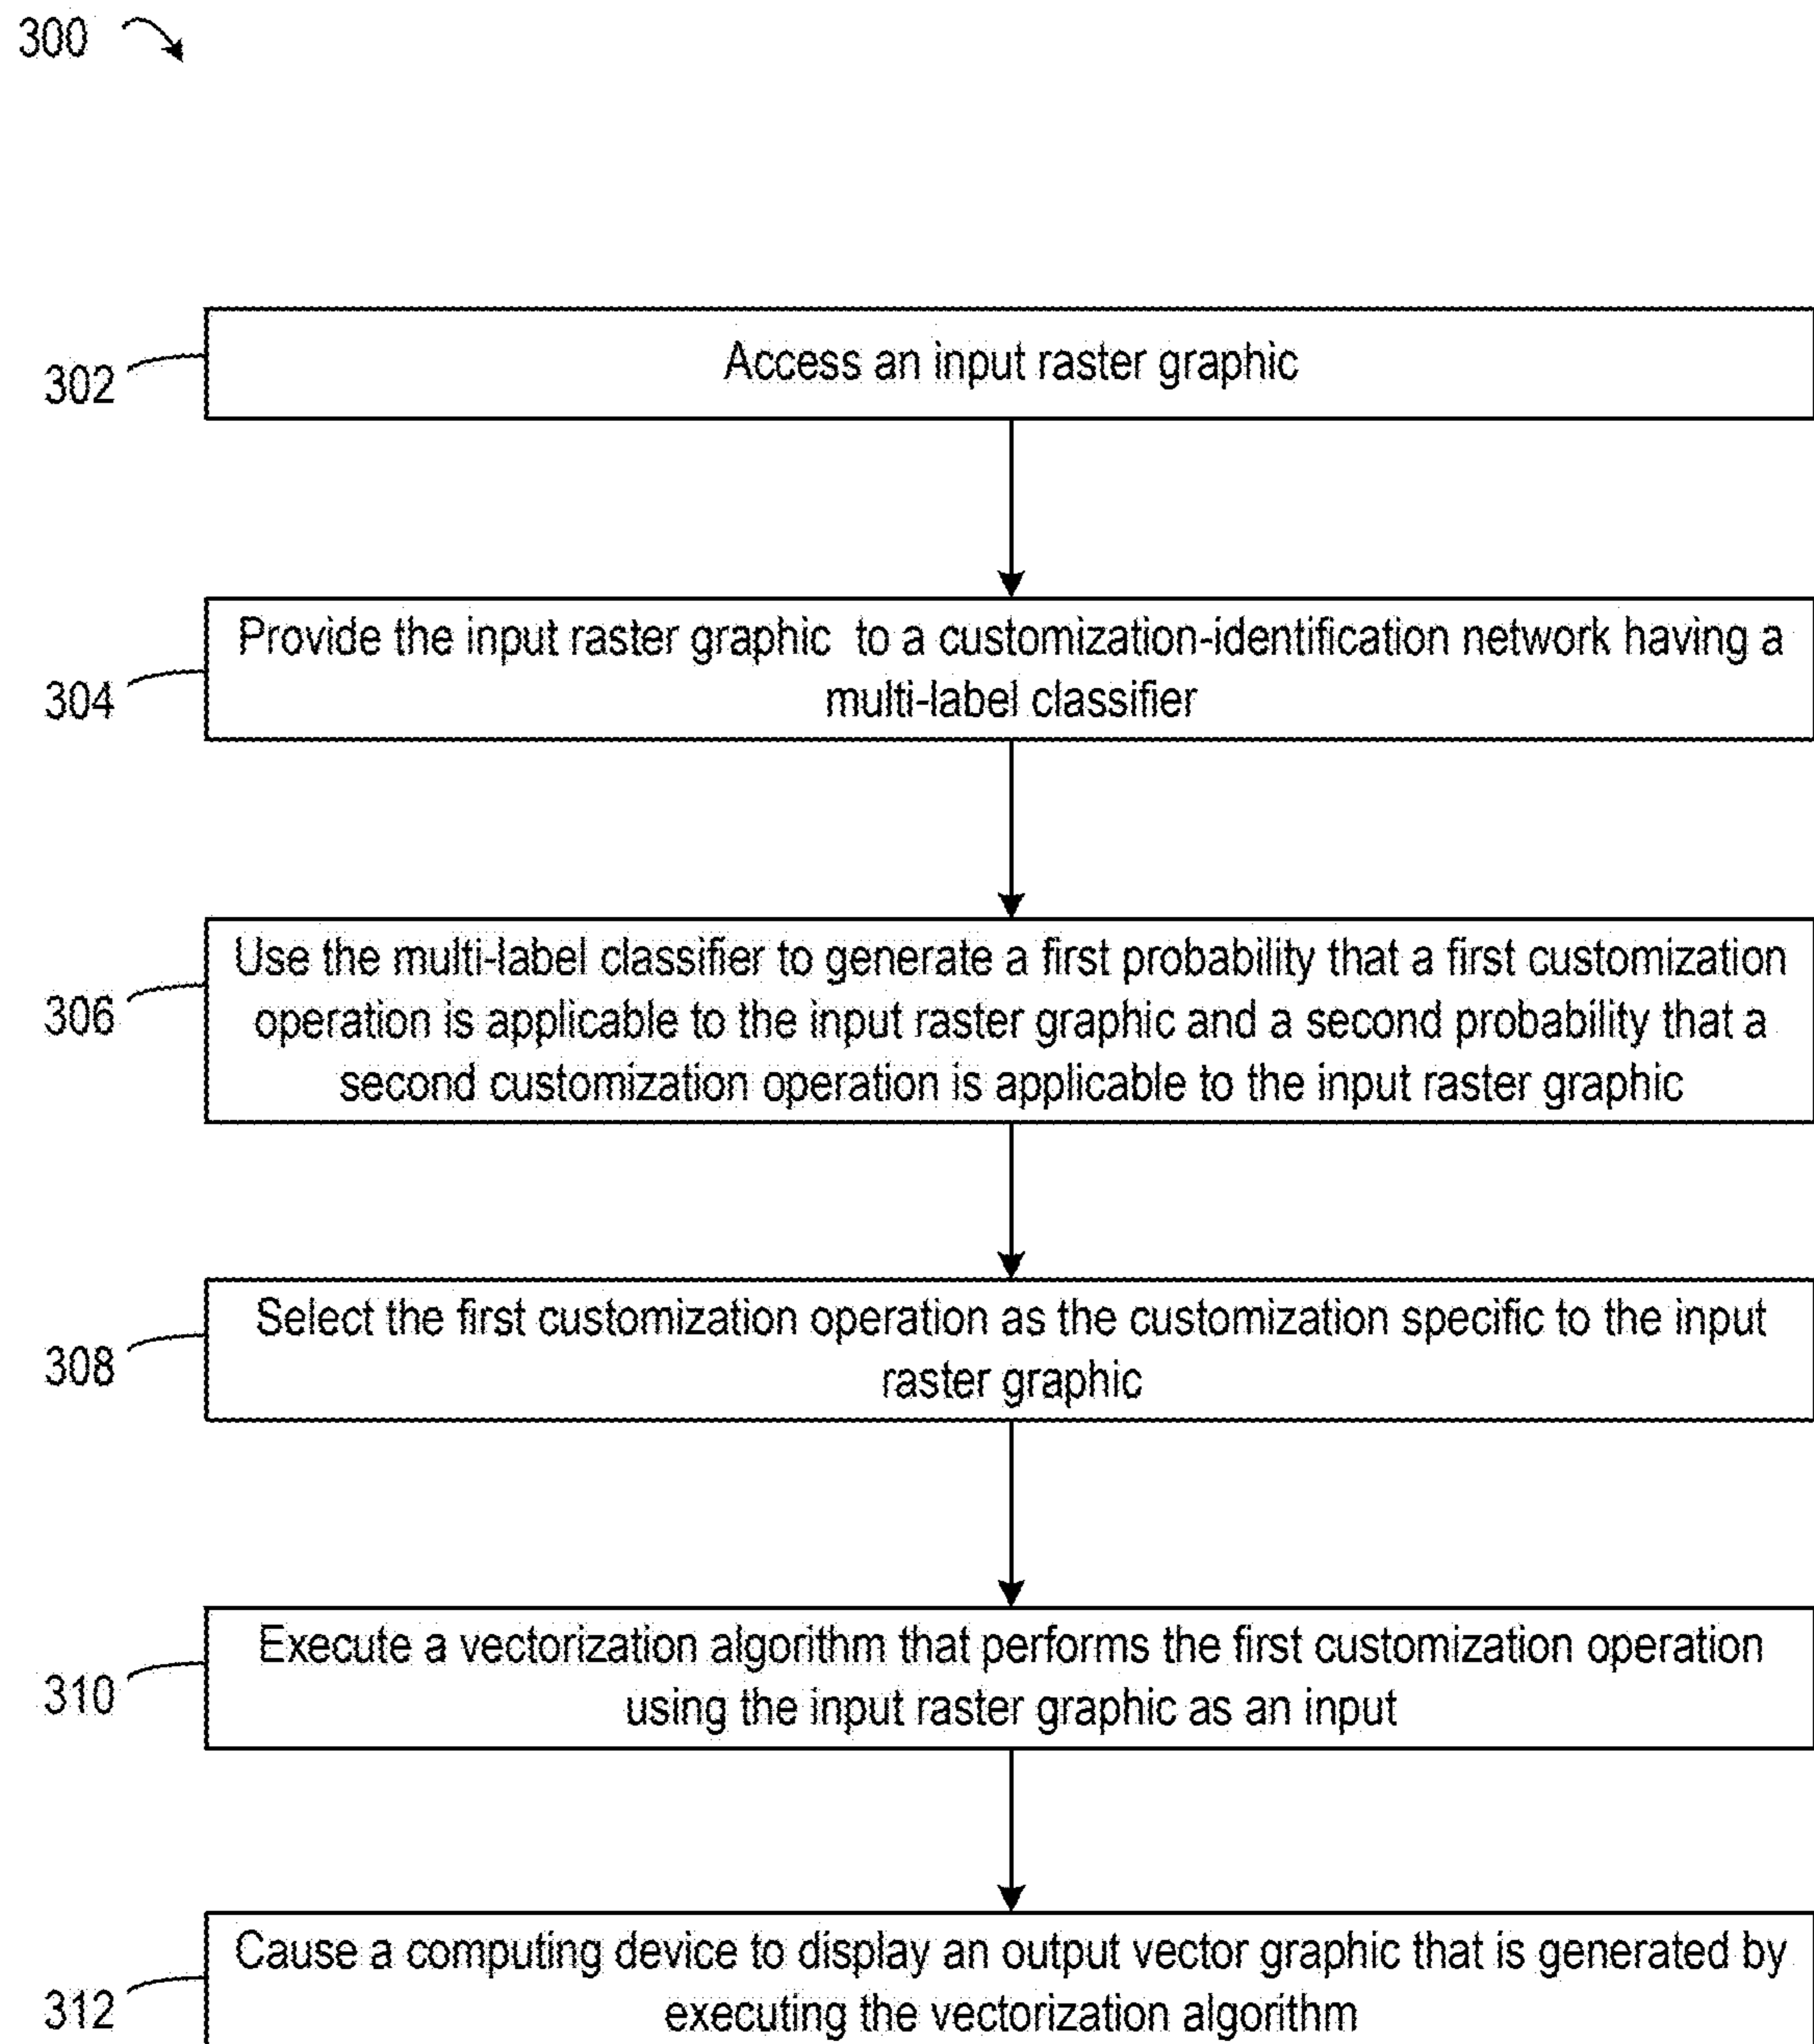 300
302
Access an input raster graphic
304
Provide the input raster graphic to a customization-identification network having a
multi-label classifier
306
Use the multi-label classifier to generate a first probability that a first customization
operation is applicable to the input raster graphic and a second probability that a
second customization operation is applicable to the input raster graphic
308
Select the first customization operation as the customization specific to the input
raster graphic
310
Execute a vectorization algorithm that performs the first customization operation
using the input raster graphic as an input
312
Cause a computing device to display an output vector graphic that is generated by
executing the vectorization algorithm